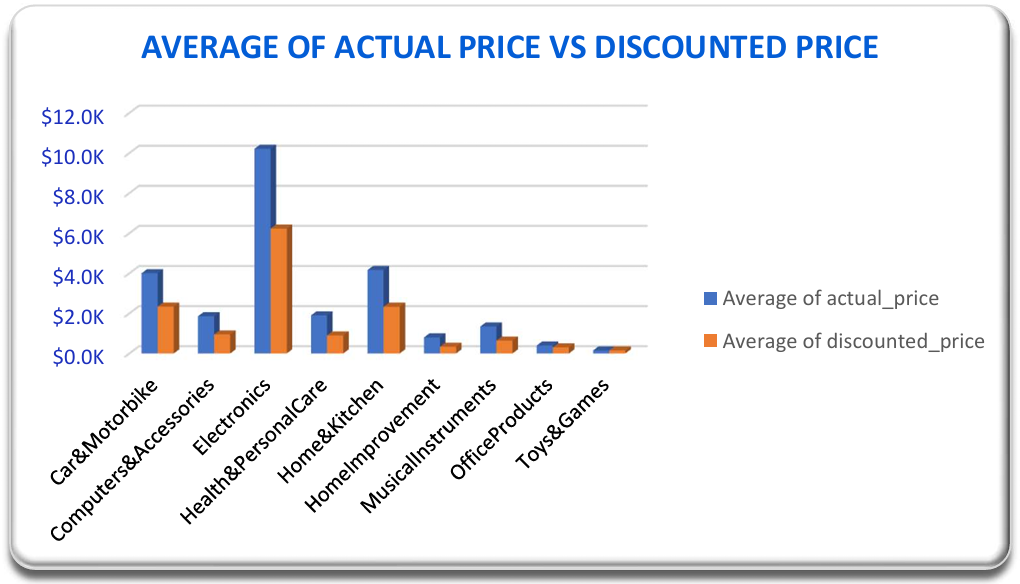 AVERAGE OF ACTUAL PRICE VS DISCOUNTED PRICE
$12.0K
$10.0K
$8.0K
$6.0K
$4.0K
$2.0K
$0.0K
Car&Motorbike
Computers&Accessories
Electronics
Health&PersonalCare
Home&Kitchen
HomeImprovement
MusicalInstruments
OfficeProducts
Toys&Games
Average of actual_price
Average of discounted_price